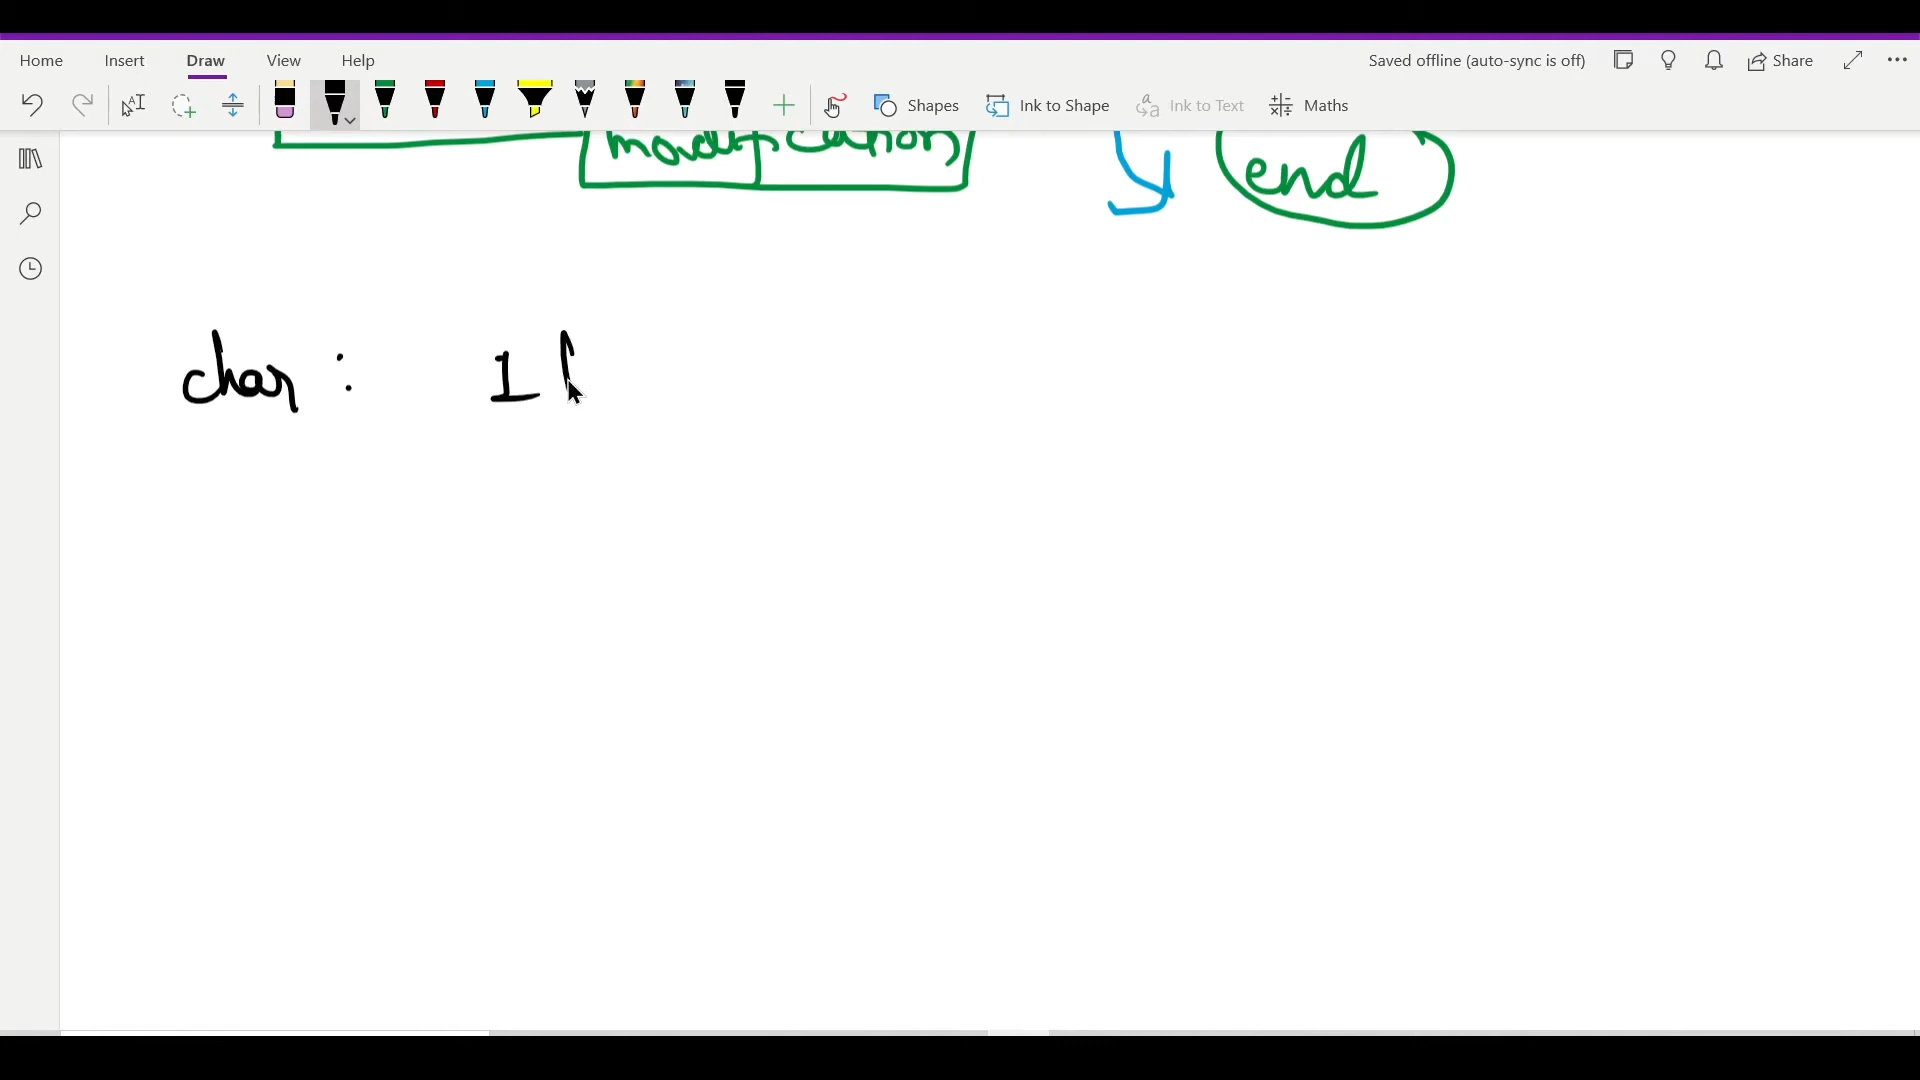 Home Insert Draw View Help Saved offline (auto-sync is off) Share
Shapes Ink to Shape Ink to Text Maths
modification
end
char : 1